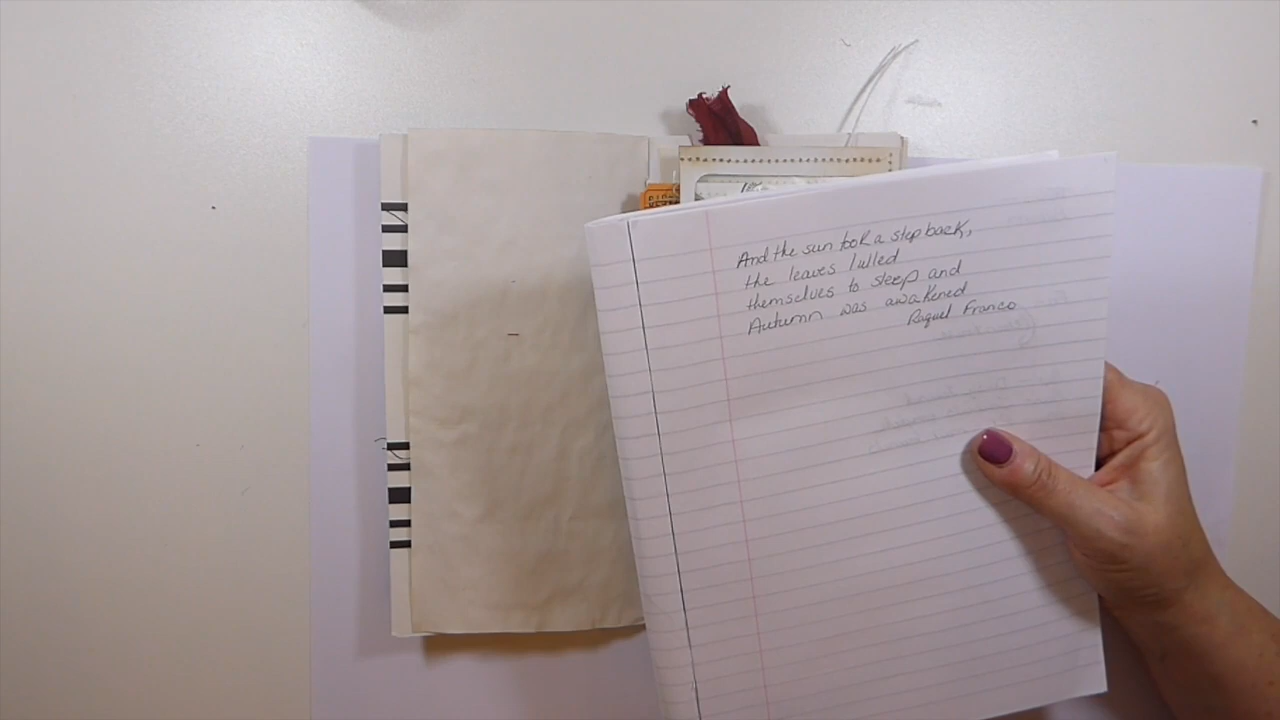 And the sun took a step back,
the leaves lulled
themselves to sleep and
Autumn was awakened
Raquel Franco